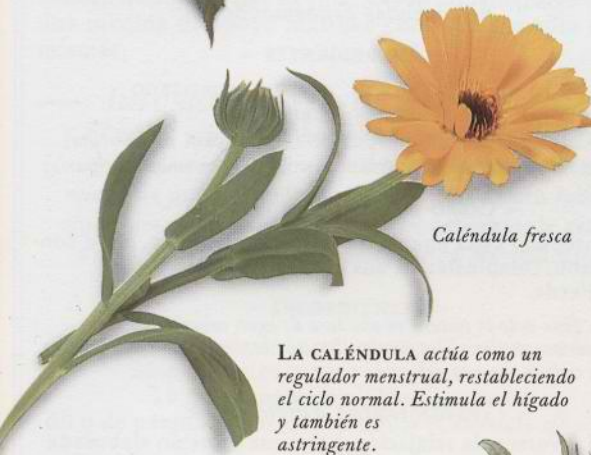 Caléndula fresca
LA CALÉNDULA actúa como un
regulador menstrual, restableciendo
el ciclo normal. Estimula el hígado
y también es
astringente.